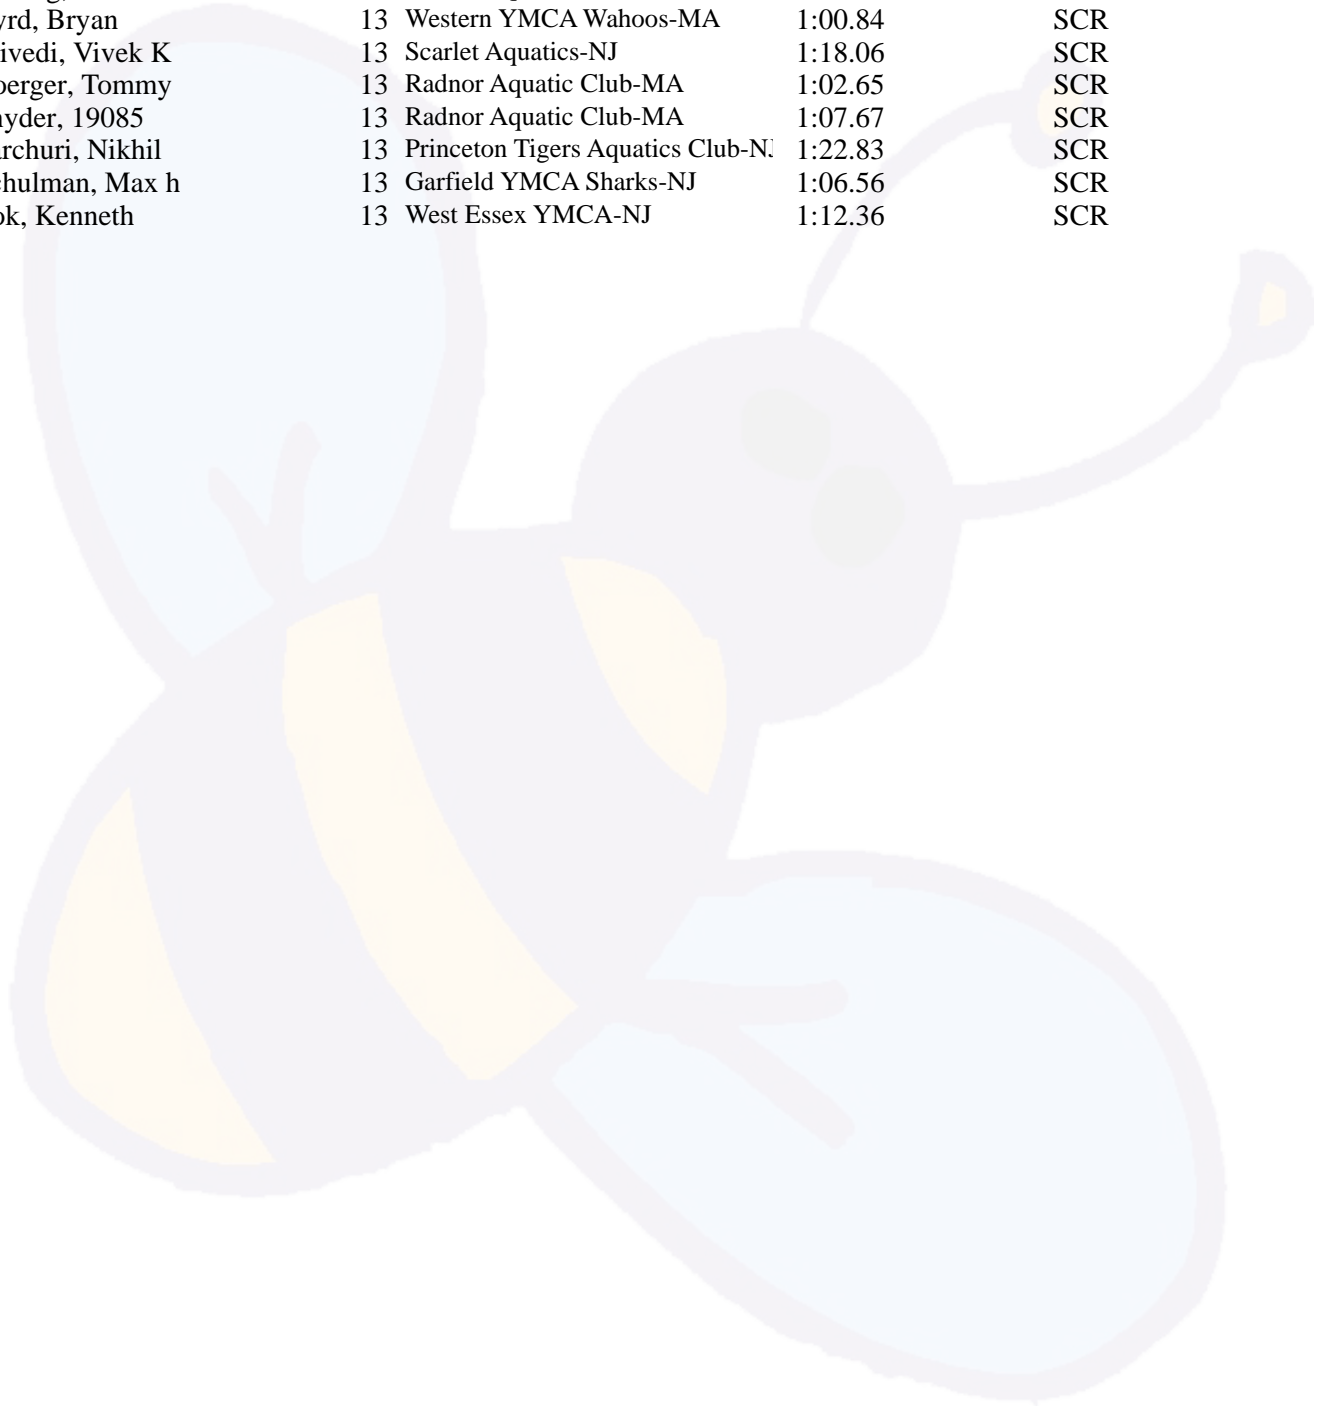 yrd, Bryan 13 Western YMCA Wahoos-MA 1:00.84 SCR
ivedi, Vivek K 13 Scarlet Aquatics-NJ 1:18.06 SCR
oerger, Tommy 13 Radnor Aquatic Club-MA 1:02.65 SCR
nyder, 19085 13 Radnor Aquatic Club-MA 1:07.67 SCR
archuri, Nikhil 13 Princeton Tigers Aquatics Club-NJ 1:22.83 SCR
chulman, Max h 13 Garfield YMCA Sharks-NJ 1:06.56 SCR
ok, Kenneth 13 West Essex YMCA-NJ 1:12.36 SCR